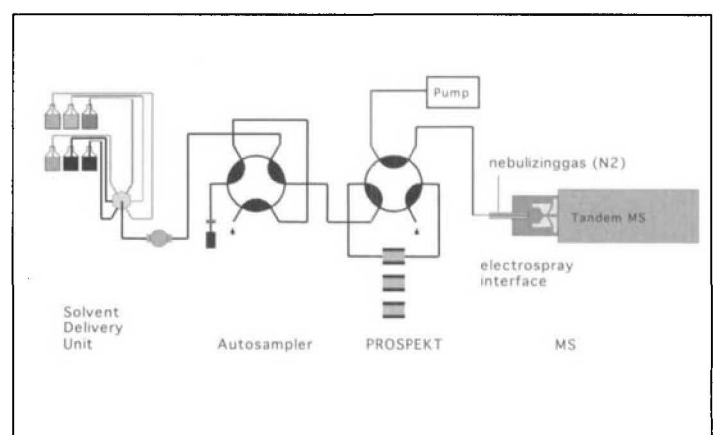 Pump
nebulizinggas (N2)
Tandem MS
electrospray
interface
Solvent
Delivery
Unit
Autosampler
PROSPEKT
MS